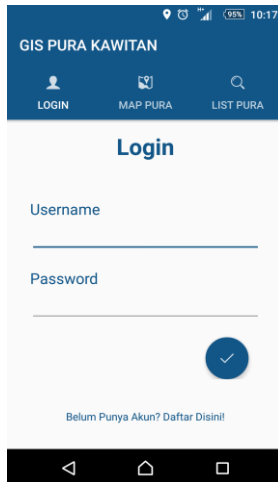 95% 10:17
GIS PURA KAWITAN
LOGIN MAP PURA LIST PURA
Login
Username
Password
Belum Punya Akun? Daftar Disini!